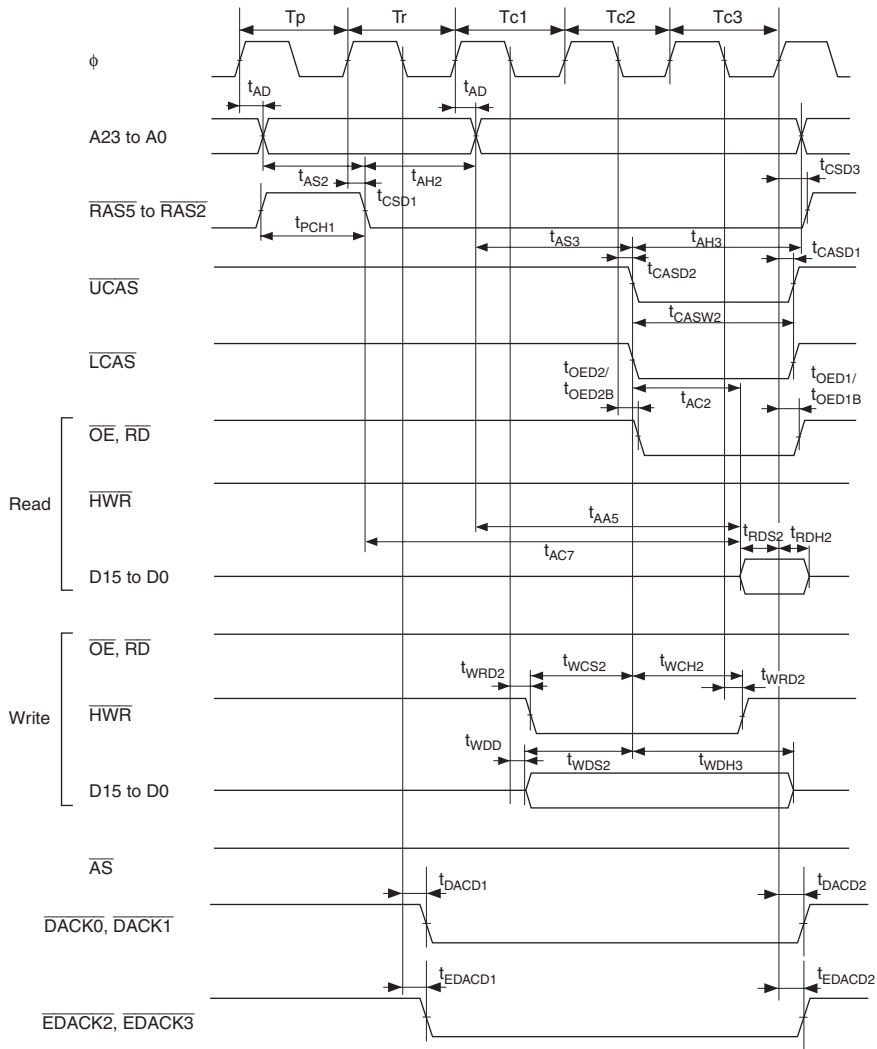 Tp Tr Tc1 Tc2 Tc3
ϕ
tAD tAD
A23 to A0
tAS2 tAH2 tCSD3
tCSD1
RAS5 to RAS2
tPCH1
tAS3 tAH3
tCASD2 tCASD1
UCAS
tCASW2
LCAS
tOED2/ tOED2B tAC2 tOED1/ tOED1B
OE, RD
Read
HWR
tAA5
tRDS2 tRDH2
tAC7
D15 to D0
OE, RD
tWRD2 tWCS2 tWCH2 tWRD2
Write
HWR
tWDD tWDS2 tWDH3
D15 to D0
AS
tDACD1 tDACD2
DACK0, DACK1
tEDACD1 tEDACD2
EDACK2, EDACK3